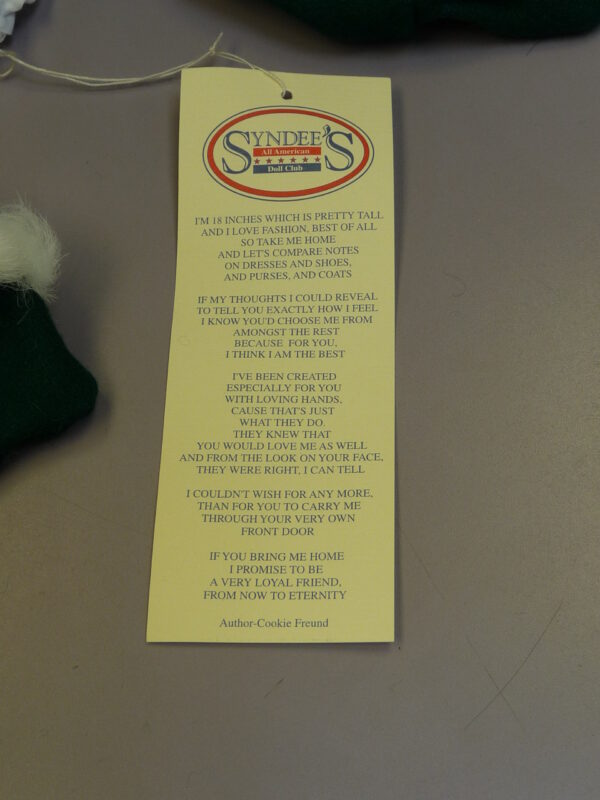 SYNDEE'S
All American
Doll Club
I'M 18 INCHES WHICH IS PRETTY TALL
AND I LOVE FASHION, BEST OF ALL
SO TAKE ME HOME
AND LET'S COMPARE NOTES
ON DRESSES AND SHOES,
AND PURSES, AND COATS
IF MY THOUGHTS I COULD REVEAL
TO TELL YOU EXACTLY HOW I FEEL
I KNOW YOU'D CHOOSE ME FROM
AMONGST THE REST
BECAUSE FOR YOU,
I THINK I AM THE BEST
I'VE BEEN CREATED
ESPECIALLY FOR YOU
WITH LOVING HANDS,
CAUSE THAT'S JUST
WHAT THEY DO.
THEY KNEW THAT
YOU WOULD LOVE ME AS WELL
AND FROM THE LOOK ON YOUR FACE,
THEY WERE RIGHT, I CAN TELL
I COULDN'T WISH FOR ANY MORE,
THAN FOR YOU TO CARRY ME
THROUGH YOUR VERY OWN
FRONT DOOR
IF YOU BRING ME HOME
I PROMISE TO BE
A VERY LOYAL FRIEND,
FROM NOW TO ETERNITY
Author-Cookie Freund